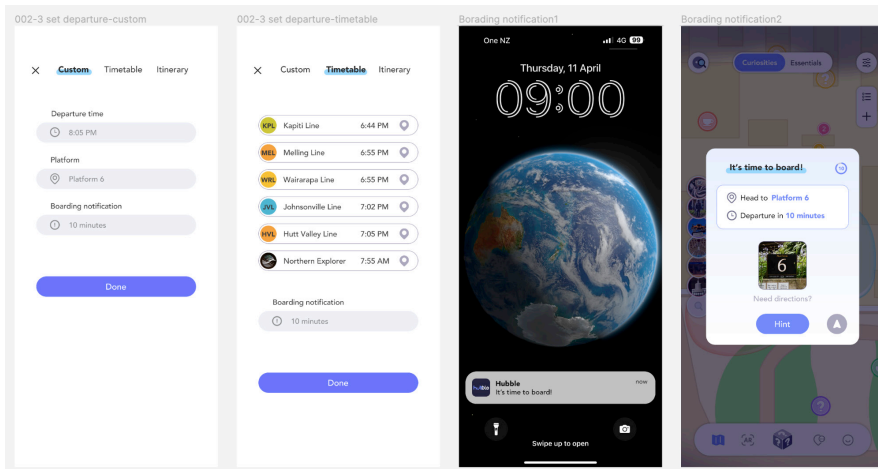 002-3 set departure-custom
Custom Timetable Itinerary
Departure time
8:05 PM
Platform
Platform 6
Boarding notification
10 minutes
Done
002-3 set departure-timetable
Custom Timetable Itinerary
KPL Kapiti Line 6:44 PM
MEL Melling Line 6:55 PM
WRL Wairarapa Line 6:55 PM
JVL Johnsonville Line 7:02 PM
HVL Hutt Valley Line 7:05 PM
Northern Explorer 7:55 AM
Boarding notification
10 minutes
Done
Borading notification1
One NZ 4G 99
Thursday, 11 April
09:00
Hubble now
It's time to board!
Swipe up to open
Borading notification2
Curiosities Essentials
2
It's time to board! 10
Head to Platform 6
Departure in 10 minutes
6
Need directions?
Hint
?
AR